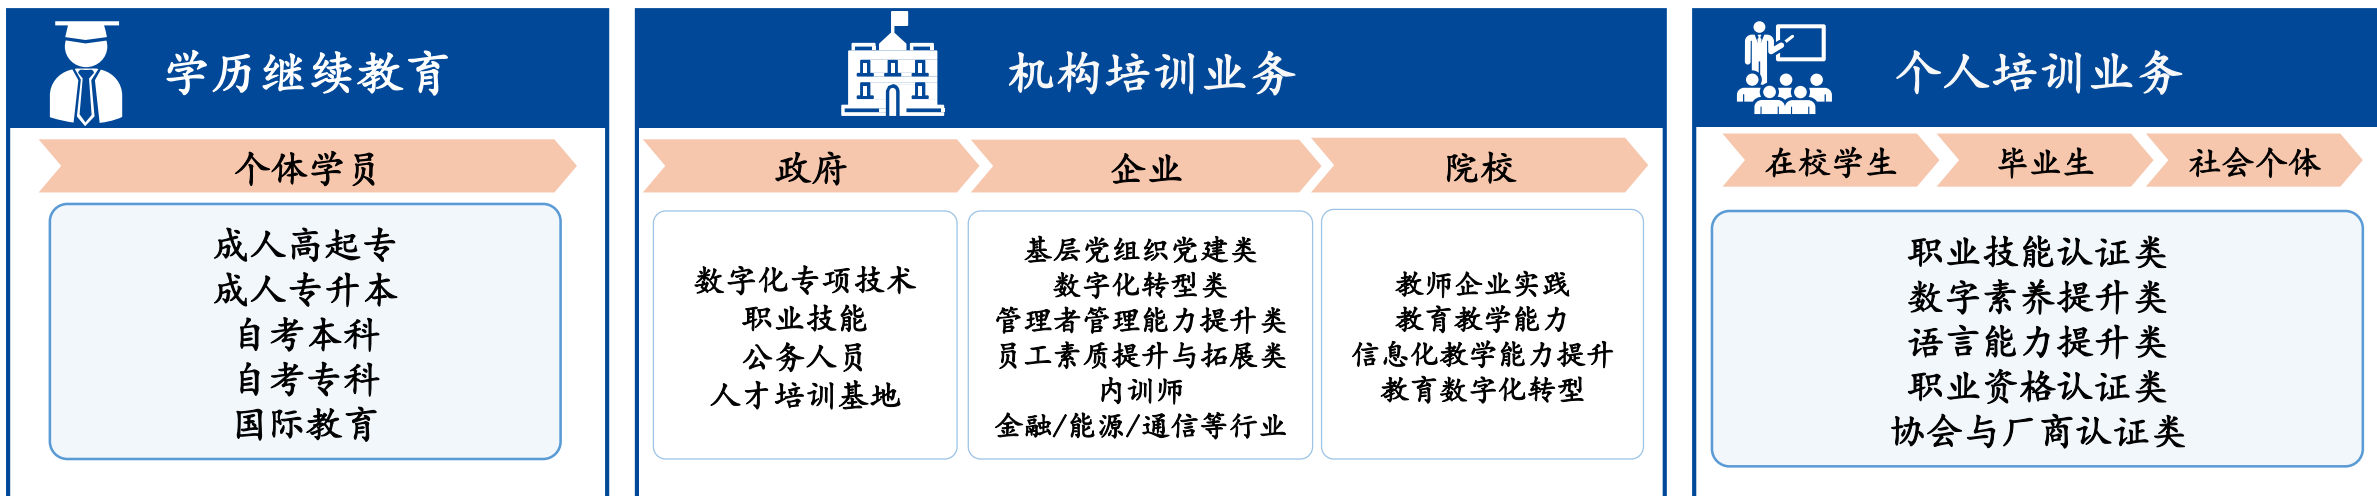 学历继续教育
个体学员
成人高起专
成人专升本
自考本科
自考专科
国际教育
机构培训业务
政府
数字化专项技术
职业技能
公务人员
人才培训基地
企业
基层党组织党建类
数字化转型类
管理者管理能力提升类
员工素质提升与拓展类
内训师
金融/能源/通信等行业
院校
教师企业实践
教育教学能力
信息化教学能力提升
教育数字化转型
个人培训业务
在校学生
毕业生
社会个体
职业技能认证类
数字素养提升类
语言能力提升类
职业资格认证类
协会与厂商认证类